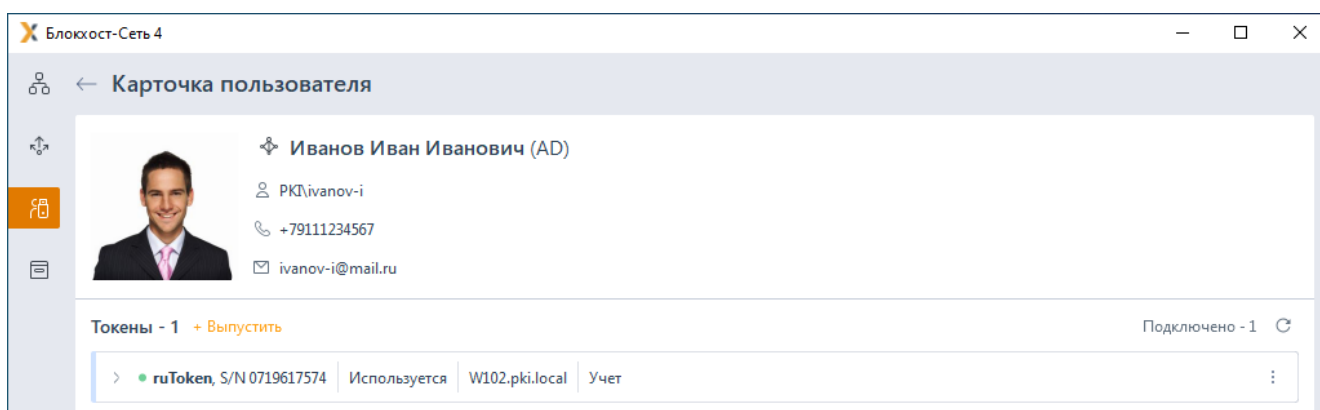 Блокхост-Сеть 4
Карточка пользователя
Иванов Иван Иванович (AD)
PKI\ivanov-i
+79111234567
ivanov-i@mail.ru
Токены - 1 + Выпустить Подключено - 1
ruToken, S/N 0719617574 Используется W102.pki.local Учет